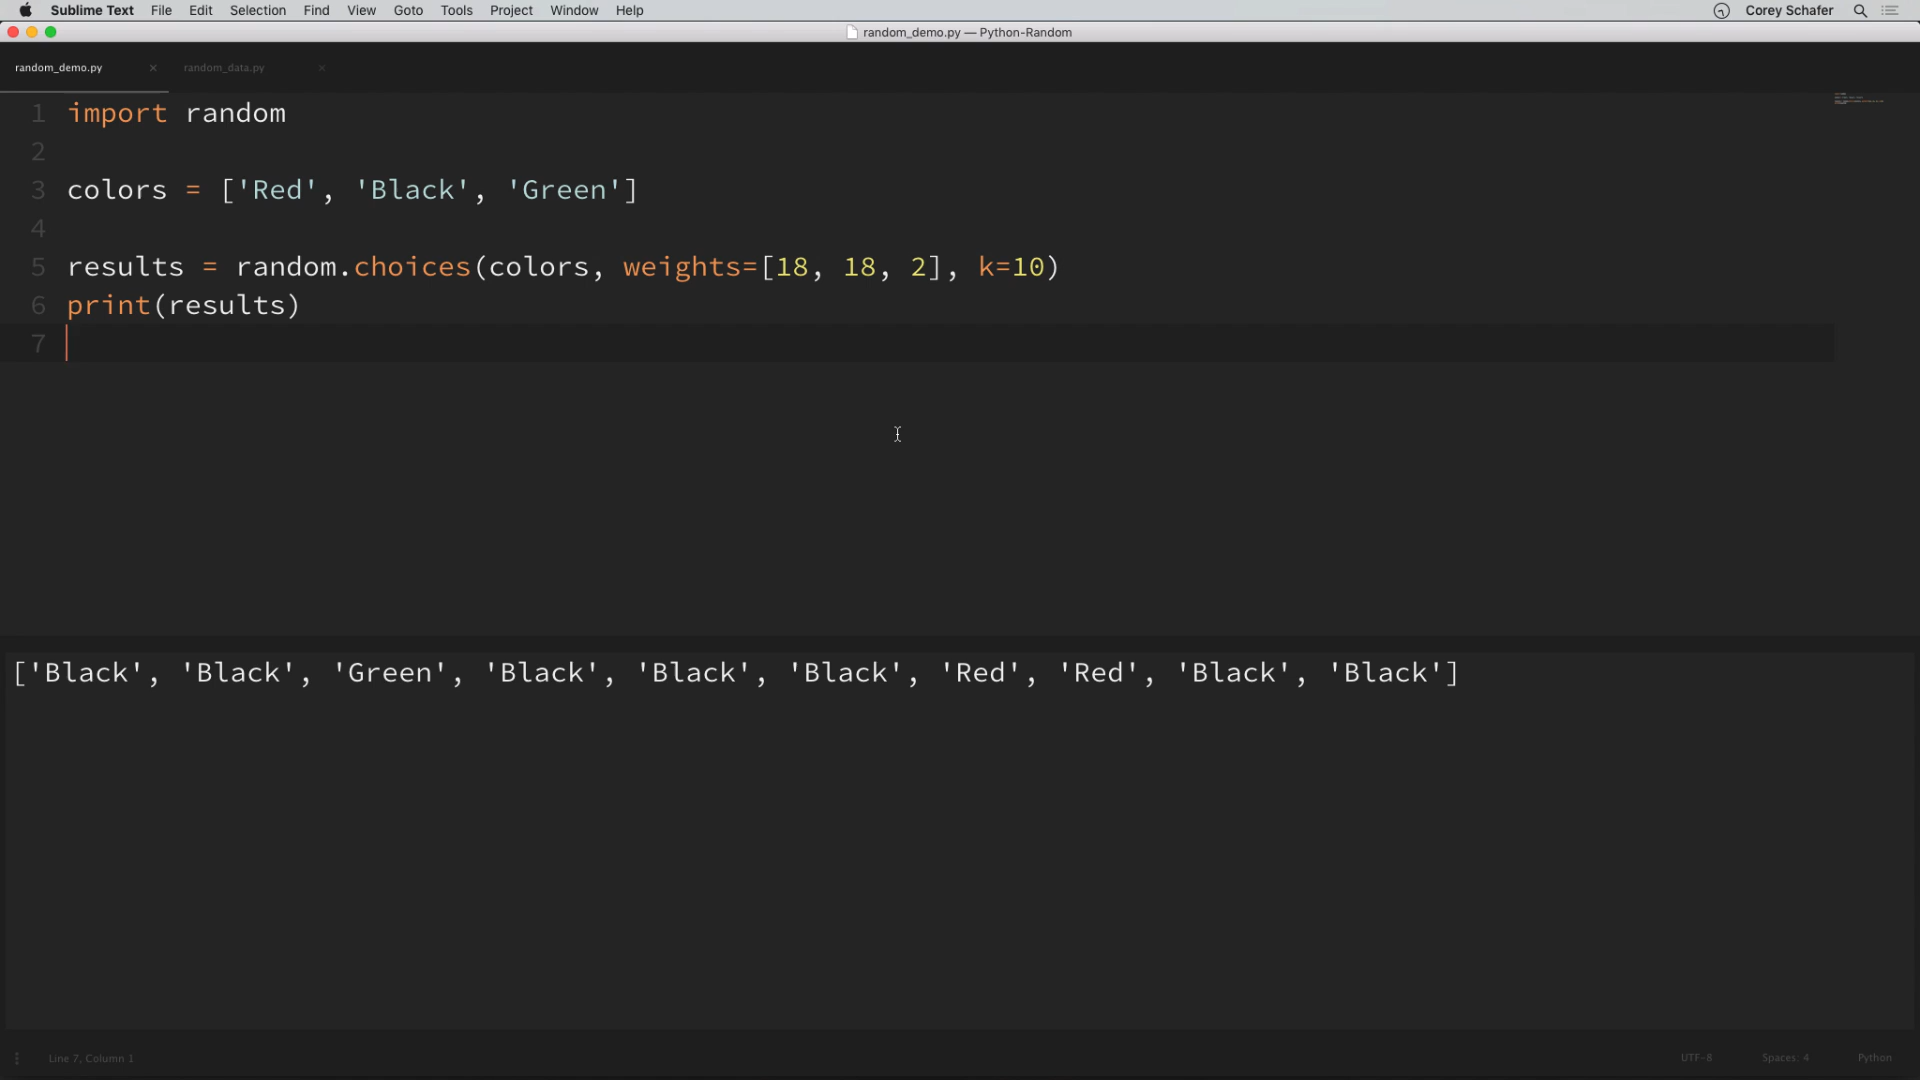 Sublime Text File Edit Selection Find View Goto Tools Project Window Help Corey Schafer
random_demo.py — Python-Random
random_demo.py × random_data.py ×
1 import random
2
3 colors = ['Red', 'Black', 'Green']
4
5 results = random.choices(colors, weights=[18, 18, 2], k=10)
6 print(results)
7
['Black', 'Black', 'Green', 'Black', 'Black', 'Black', 'Red', 'Red', 'Black', 'Black']
Line 7, Column 1 UTF-8 Spaces: 4 Python